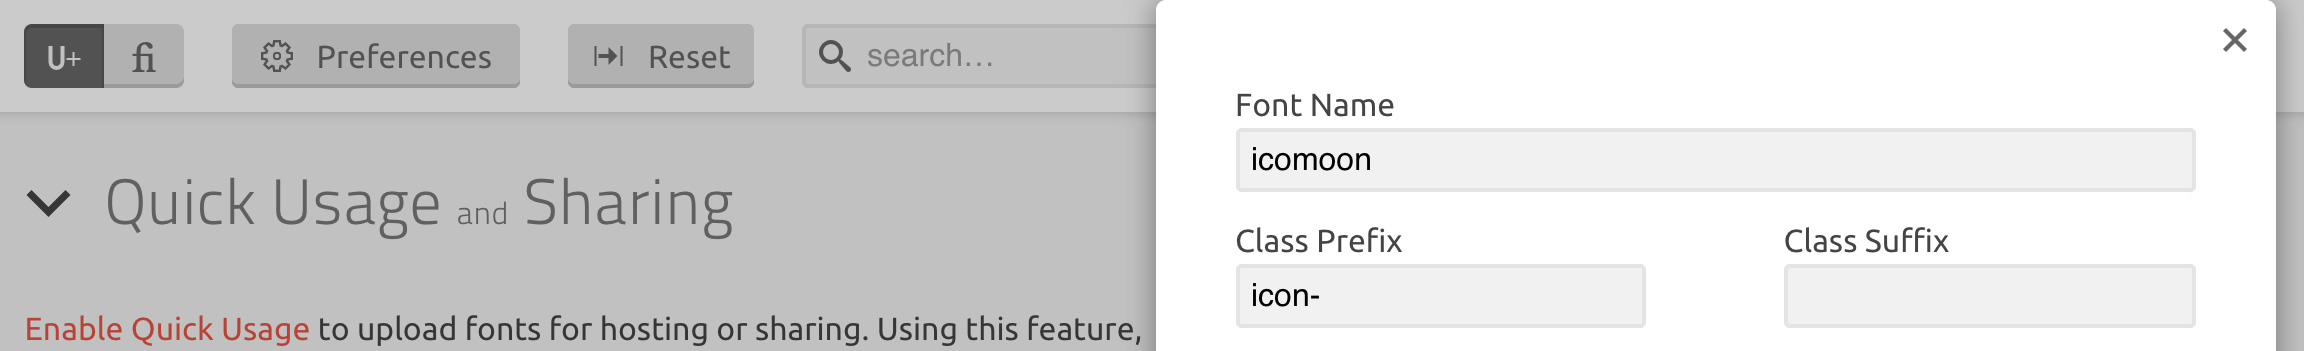 U+ fi Preferences Reset search...
Quick Usage and Sharing
Enable Quick Usage to upload fonts for hosting or sharing. Using this feature,
Font Name
icomoon
Class Prefix
icon-
Class Suffix